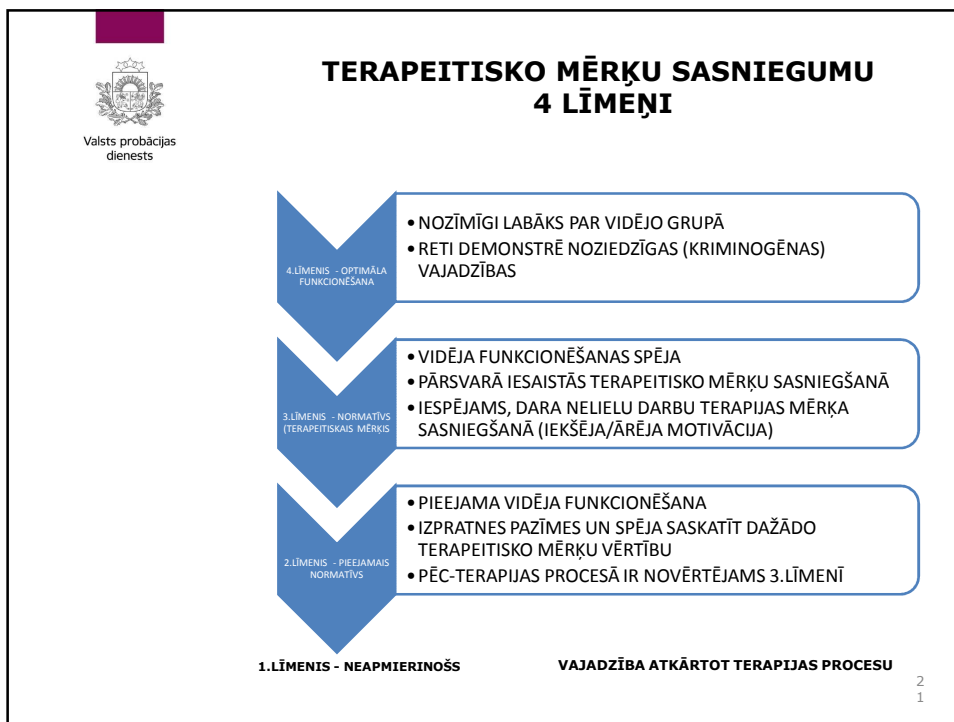 Valsts probācijas
dienests
TERAPEITISKO MĒRĶU SASNIEGUMU
4 LĪMEŅI
4.LĪMENIS - OPTIMĀLA
FUNKCIONĒŠANA
• NOZĪMĪGI LABĀKS PAR VIDĒJO GRUPĀ
• RETI DEMONSTRĒ NOZIEDZĪGAS (KRIMINOGĒNAS)
VAJADZĪBAS
3.LĪMENIS - NORMATĪVS
(TERAPEITISKAIS MĒRĶIS
• VIDĒJA FUNKCIONĒŠANAS SPĒJA
• PĀRSVARĀ IESAISTĀS TERAPEITISKO MĒRĶU SASNIEGŠANĀ
• IESPĒJAMS, DARA NELIELU DARBU TERAPIJAS MĒRĶA
SASNIEGŠANĀ (IEKŠĒJA/ĀRĒJA MOTIVĀCIJA)
2.LĪMENIS - PIEEJAMAIS
NORMATĪVS
• PIEEJAMA VIDĒJA FUNKCIONĒŠANA
• IZPRATNES PAZĪMES UN SPĒJA SASKATĪT DAŽĀDO
TERAPEITISKO MĒRĶU VĒRTĪBU
• PĒC-TERAPIJAS PROCESĀ IR NOVĒRTĒJAMS 3.LĪMENĪ
1.LĪMENIS - NEAPMIERINOŠS
VAJADZĪBA ATKĀRTOT TERAPIJAS PROCESU
2
1